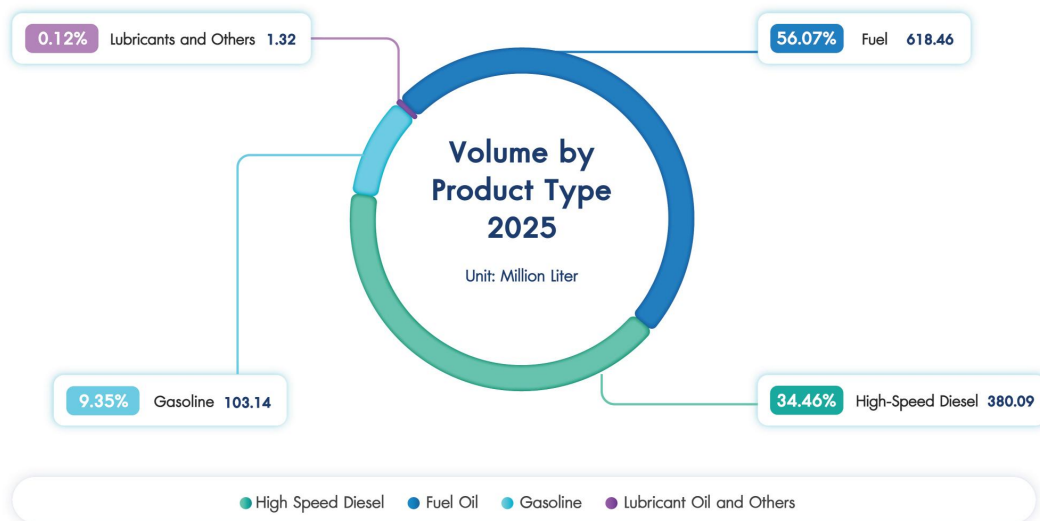 0.12% Lubricants and Others 1.32
56.07% Fuel 618.46
Volume by
Product Type
2025
Unit: Million Liter
9.35% Gasoline 103.14
34.46% High-Speed Diesel 380.09
High Speed Diesel Fuel Oil Gasoline Lubricant Oil and Others